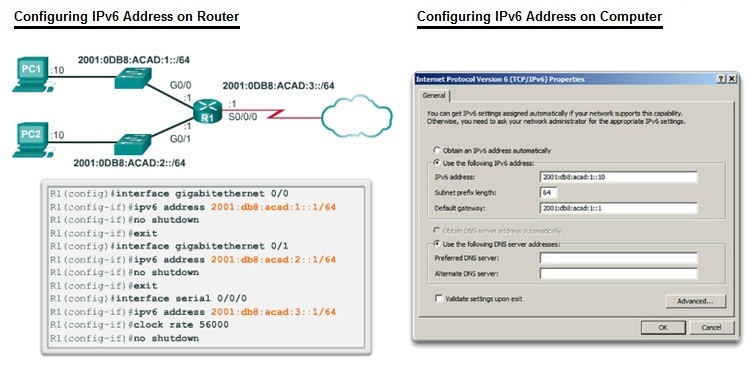 Configuring IPv6 Address on Router
2001:0DB8:ACAD:1::/64
PC1
:10
G0/0
:1
2001:0DB8:ACAD:3::/64
R1
:1
S0/0/0
PC2
:10
:1
G0/1
2001:0DB8:ACAD:2::/64
R1(config)#interface gigabitethernet 0/0
R1(config-if)#ipv6 address 2001:db8:acad:1::1/64
R1(config-if)#no shutdown
R1(config-if)#exit
R1(config)#interface gigabitethernet 0/1
R1(config-if)#ipv6 address 2001:db8:acad:2::1/64
R1(config-if)#no shutdown
R1(config-if)#exit
R1(config)#interface serial 0/0/0
R1(config-if)#ipv6 address 2001:db8:acad:3::1/64
R1(config-if)#clock rate 56000
R1(config-if)#no shutdown
Configuring IPv6 Address on Computer
Internet Protocol Version 6 (TCP/IPv6) Properties
General
You can get IPv6 settings assigned automatically if your network supports this capability.
Otherwise, you need to ask your network administrator for the appropriate IPv6 settings.
Obtain an IPv6 address automatically
Use the following IPv6 address:
IPv6 address: 2001:db8:acad:1::10
Subnet prefix length: 64
Default gateway: 2001:db8:acad:1::1
Obtain DNS server address automatically
Use the following DNS server addresses:
Preferred DNS server:
Alternate DNS server:
Validate settings upon exit
Advanced...
OK
Cancel